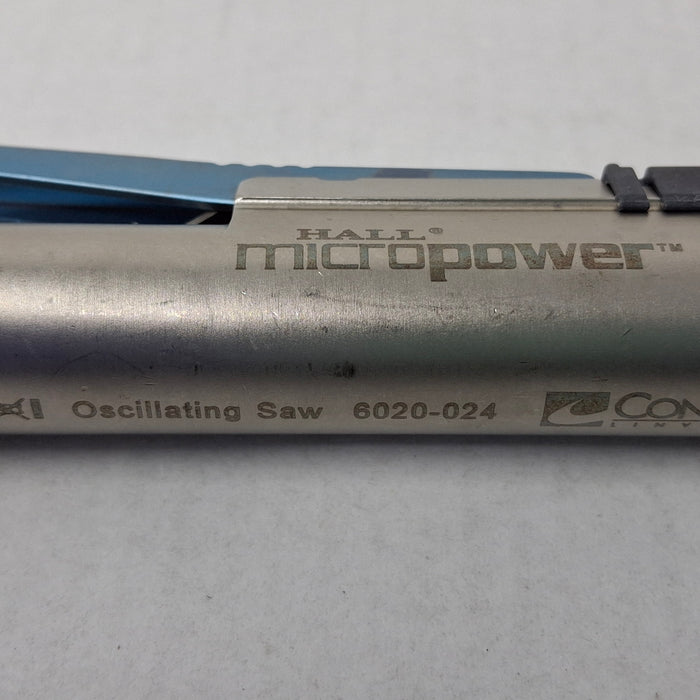 HALL®
micropower™
Oscillating Saw 6020-024